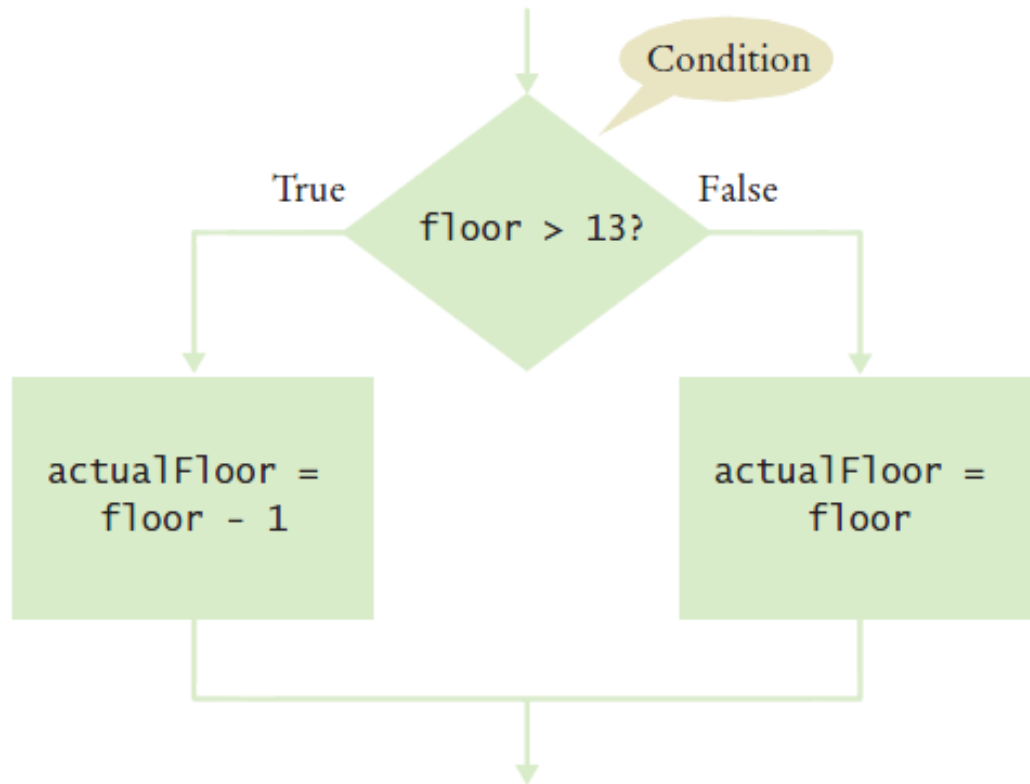 Condition
True
False
floor > 13?
actualFloor =
floor - 1
actualFloor =
floor